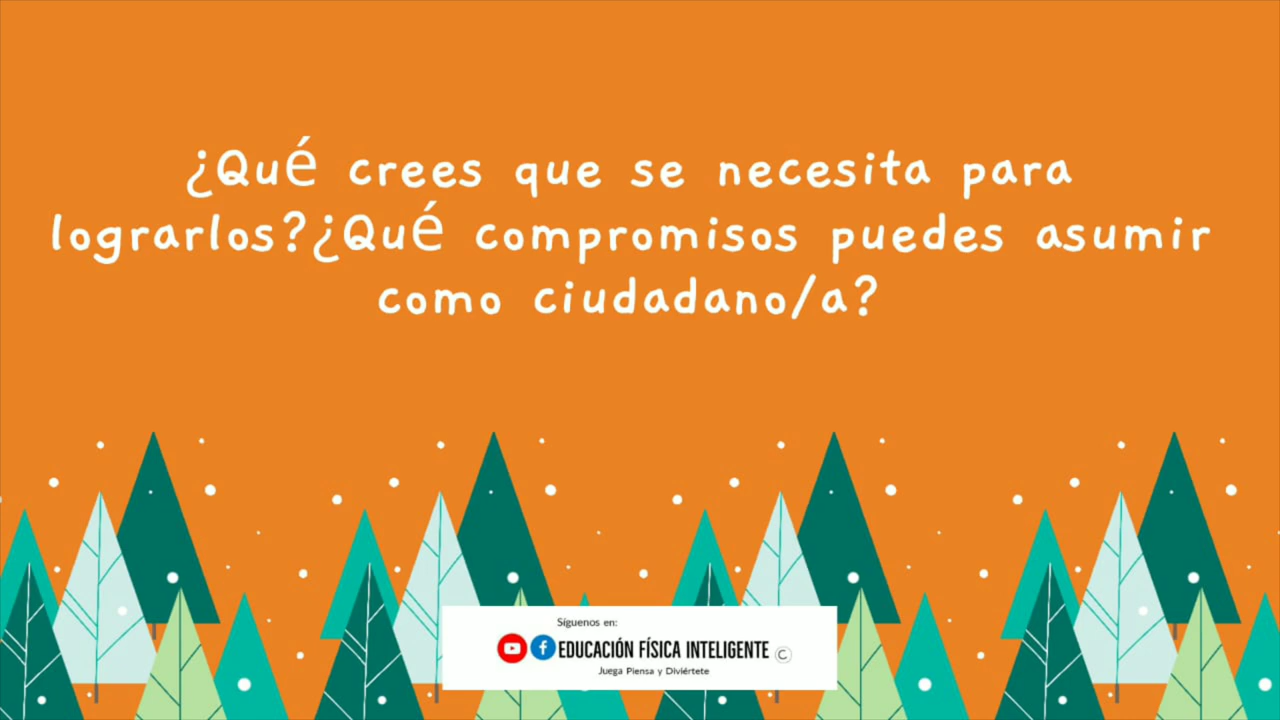 ¿Qué crees que se necesita para
lograrlos?¿Qué compromisos puedes asumir
como ciudadano/a?
Síguenos en:
EDUCACIÓN FÍSICA INTELIGENTE ©
Juega Piensa y Diviértete